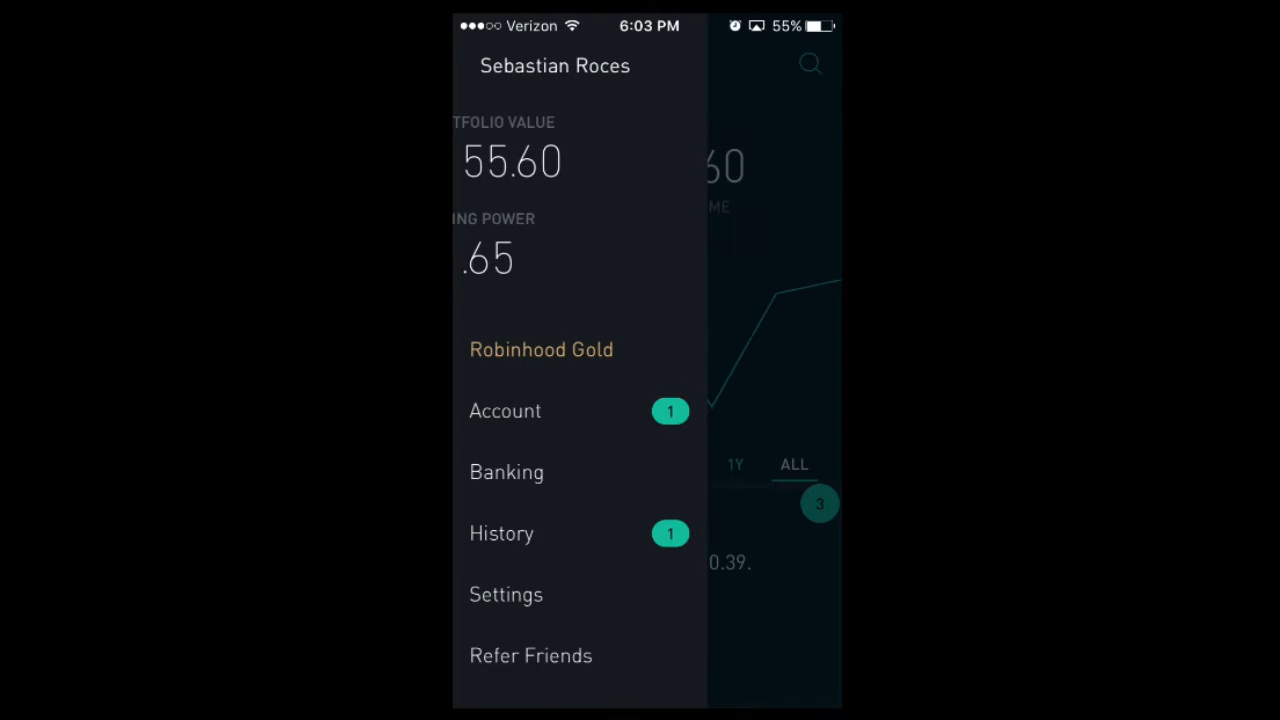 Verizon 6:03 PM 55%
Sebastian Roces
TFOLIO VALUE
55.60
60
ME
ING POWER
.65
Robinhood Gold
Account 1
1Y ALL
Banking
3
History 1
0.39.
Settings
Refer Friends